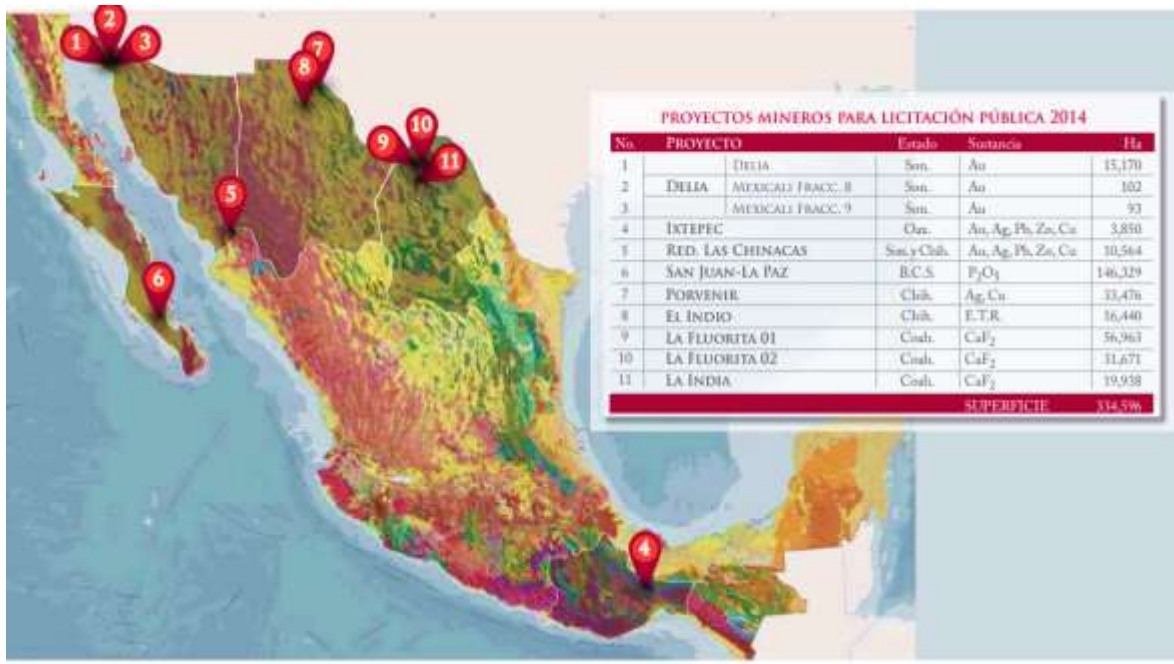 2
1 3
7
8
10
9
11
5
6
4
PROYECTOS MINEROS PARA LICITACIÓN PÚBLICA 2014
No. PROYECTO Estado Sustancia Ha
1 DELIA Son. Au 15,170
2 DELIA MEXICALI FRACC. 8 Son. Au 102
3 MEXICALI FRACC. 9 Son. Au 93
4 IXTEPEC Oax. Au, Ag, Pb, Zn, Cu 3,850
5 RED. LAS CHINACAS Sin. y Chih. Au, Ag, Pb, Zn, Cu 10,564
6 SAN JUAN-LA PAZ B.C.S. P₂O₅ 146,329
7 PORVENIR Chih. Ag, Cu 33,476
8 EL INDIO Chih. E.T.R. 16,440
9 LA FLUORITA 01 Coah. CaF₂ 56,963
10 LA FLUORITA 02 Coah. CaF₂ 31,671
11 LA INDIA Coah. CaF₂ 19,938
SUPERFICIE 334,596